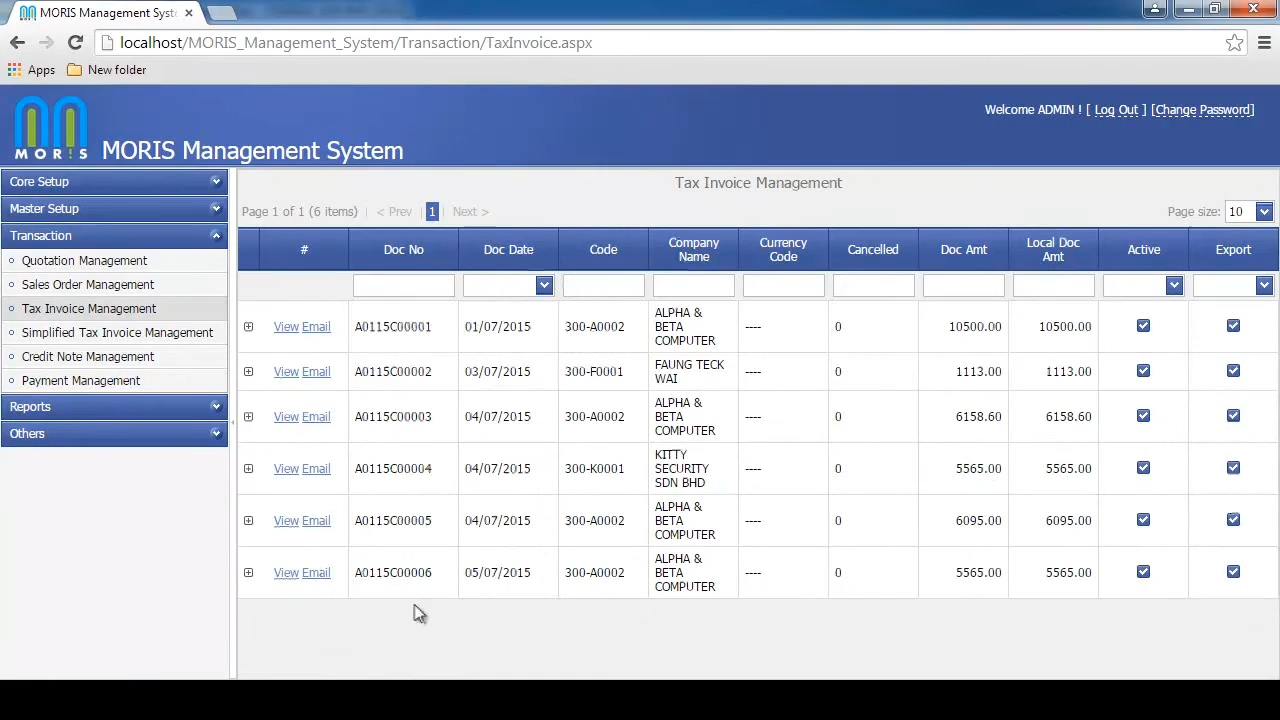 MORIS Management Syst
localhost/MORIS_Management_System/Transaction/TaxInvoice.aspx
Apps New folder
Welcome ADMIN ! [ Log Out ] [Change Password]
MORIS
MORIS Management System
Core Setup
Master Setup
Transaction
Quotation Management
Sales Order Management
Tax Invoice Management
Simplified Tax Invoice Management
Credit Note Management
Payment Management
Reports
Others
Tax Invoice Management
Page 1 of 1 (6 items) < Prev 1 Next > Page size: 10
# Doc No Doc Date Code Company Name Currency Code Cancelled Doc Amt Local Doc Amt Active Export
View Email A0115C00001 01/07/2015 300-A0002 ALPHA & BETA COMPUTER ---- 0 10500.00 10500.00
View Email A0115C00002 03/07/2015 300-F0001 FAUNG TECK WAI ---- 0 1113.00 1113.00
View Email A0115C00003 04/07/2015 300-A0002 ALPHA & BETA COMPUTER ---- 0 6158.60 6158.60
View Email A0115C00004 04/07/2015 300-K0001 KITTY SECURITY SDN BHD ---- 0 5565.00 5565.00
View Email A0115C00005 04/07/2015 300-A0002 ALPHA & BETA COMPUTER ---- 0 6095.00 6095.00
View Email A0115C00006 05/07/2015 300-A0002 ALPHA & BETA COMPUTER ---- 0 5565.00 5565.00